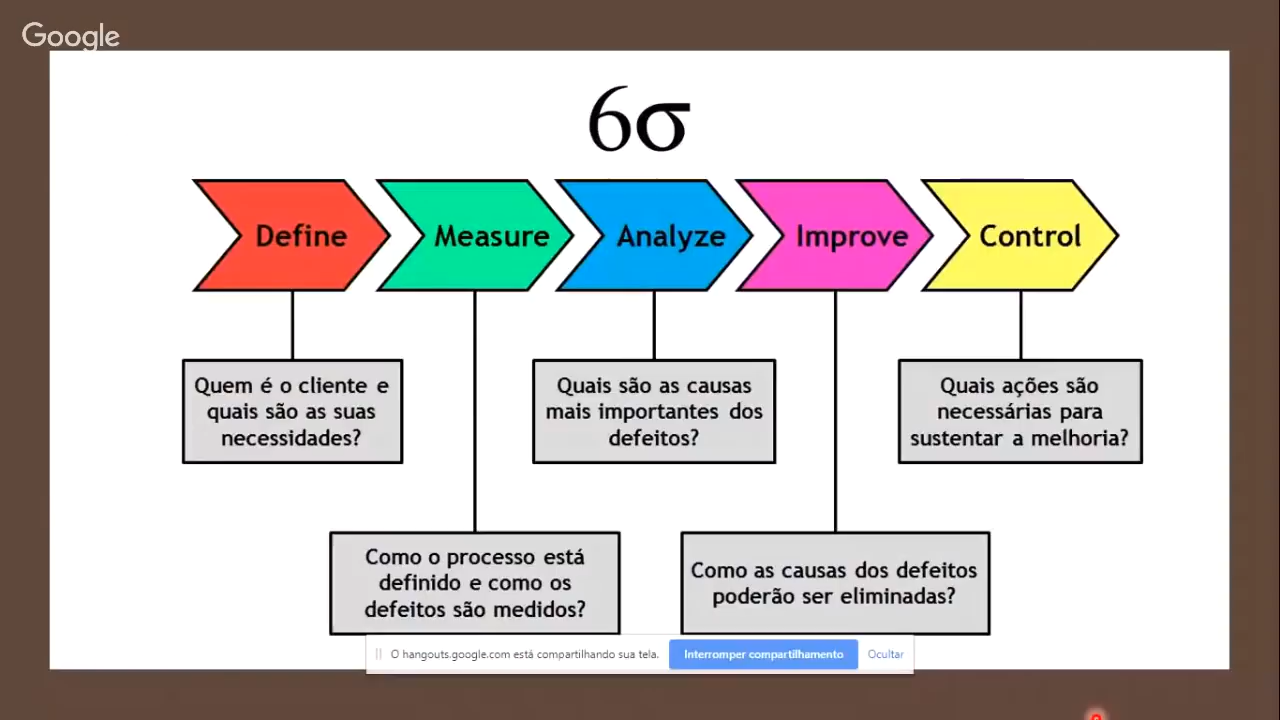 Google
6σ
Define
Measure
Analyze
Improve
Control
Quem é o cliente e
quais são as suas
necessidades?
Quais são as causas
mais importantes dos
defeitos?
Quais ações são
necessárias para
sustentar a melhoria?
Como o processo está
definido e como os
defeitos são medidos?
Como as causas dos defeitos
poderão ser eliminadas?
O hangouts.google.com está compartilhando sua tela.
Interromper compartilhamento
Ocultar